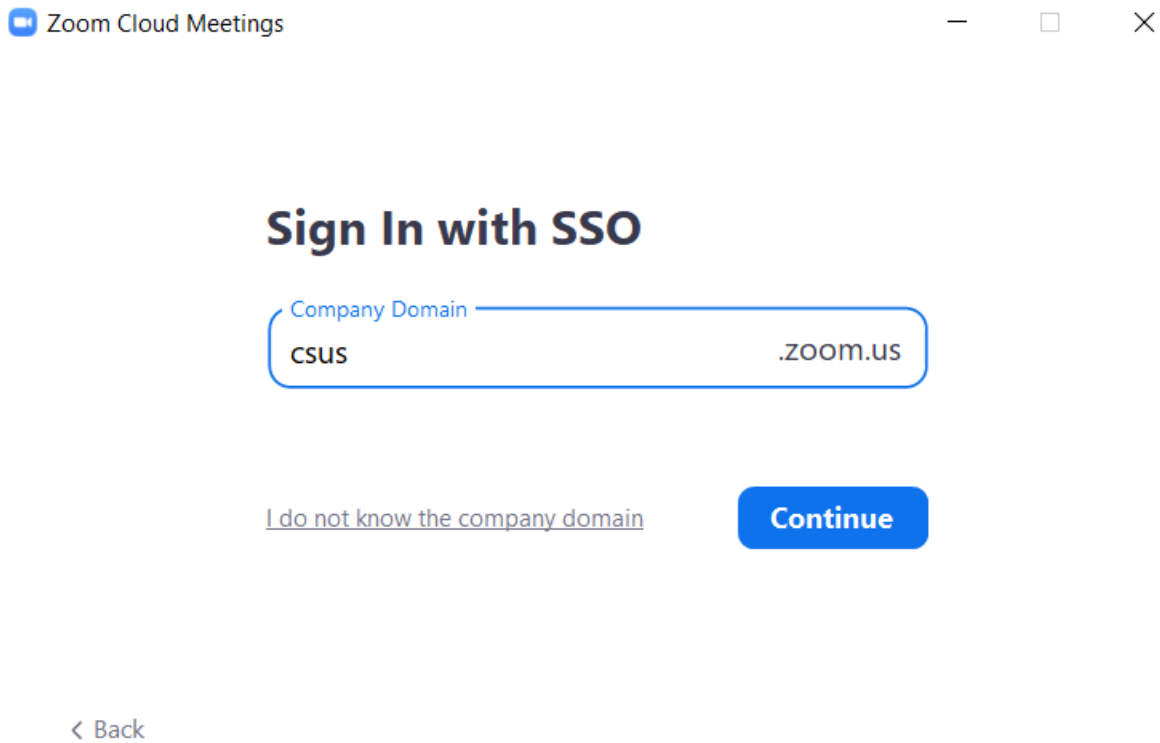 Zoom Cloud Meetings
Sign In with SSO
Company Domain
csus .zoom.us
I do not know the company domain Continue
Back